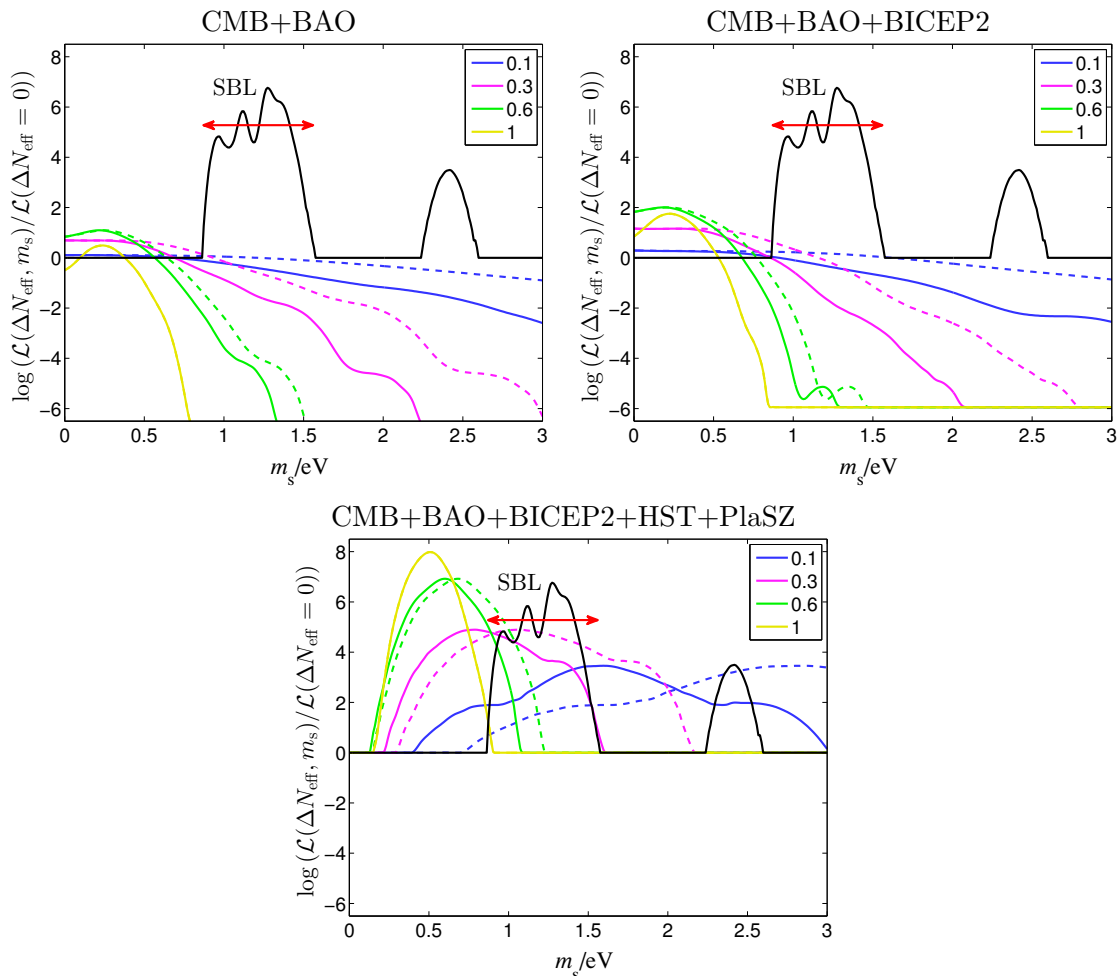 CMB+BAO
log (ℒ(ΔN_eff, m_s)/ℒ(ΔN_eff = 0))
8
6
4
2
0
−2
−4
−6
SBL
0.1
0.3
0.6
1
0 0.5 1 1.5 2 2.5 3
m_s/eV
CMB+BAO+BICEP2
log (ℒ(ΔN_eff, m_s)/ℒ(ΔN_eff = 0))
8
6
4
2
0
−2
−4
−6
SBL
0.1
0.3
0.6
1
0 0.5 1 1.5 2 2.5 3
m_s/eV
CMB+BAO+BICEP2+HST+PlaSZ
log (ℒ(ΔN_eff, m_s)/ℒ(ΔN_eff = 0))
8
6
4
2
0
−2
−4
−6
SBL
0.1
0.3
0.6
1
0 0.5 1 1.5 2 2.5 3
m_s/eV